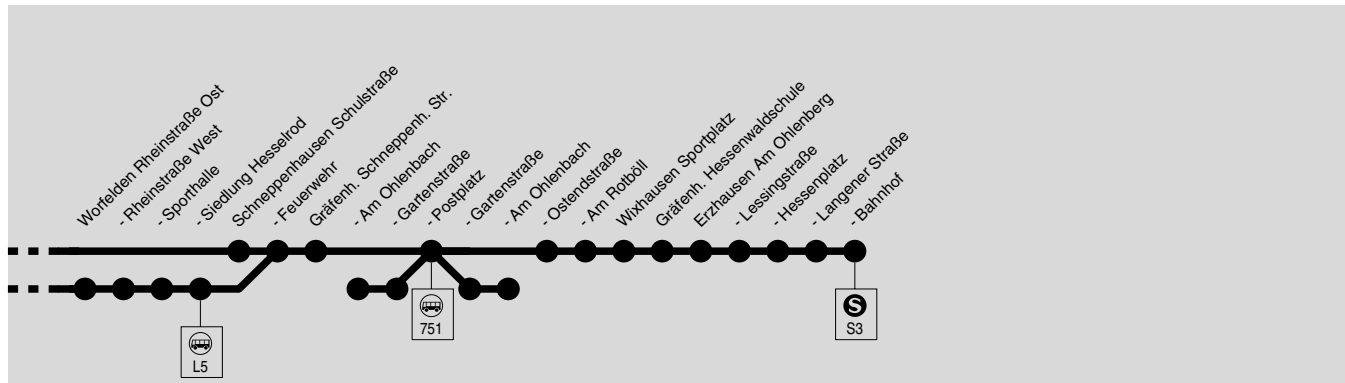 Worfelden Rheinstraße Ost
- Rheinstraße West
- Sporthalle
- Siedlung Hesselrod
Schneppenhausen Schulstraße
- Feuerwehr
Gräfenh. Schneppenh. Str.
- Am Ohlenbach
- Gartenstraße
- Postplatz
- Gartenstraße
- Am Ohlenbach
- Ostendstraße
- Am Rotböll
Wixhausen Sportplatz
Gräfenh. Hessenwaldschule
Erzhausen Am Ohlenberg
- Lessingstraße
- Hessenplatz
- Langener Straße
- Bahnhof
L5
751
S
S3